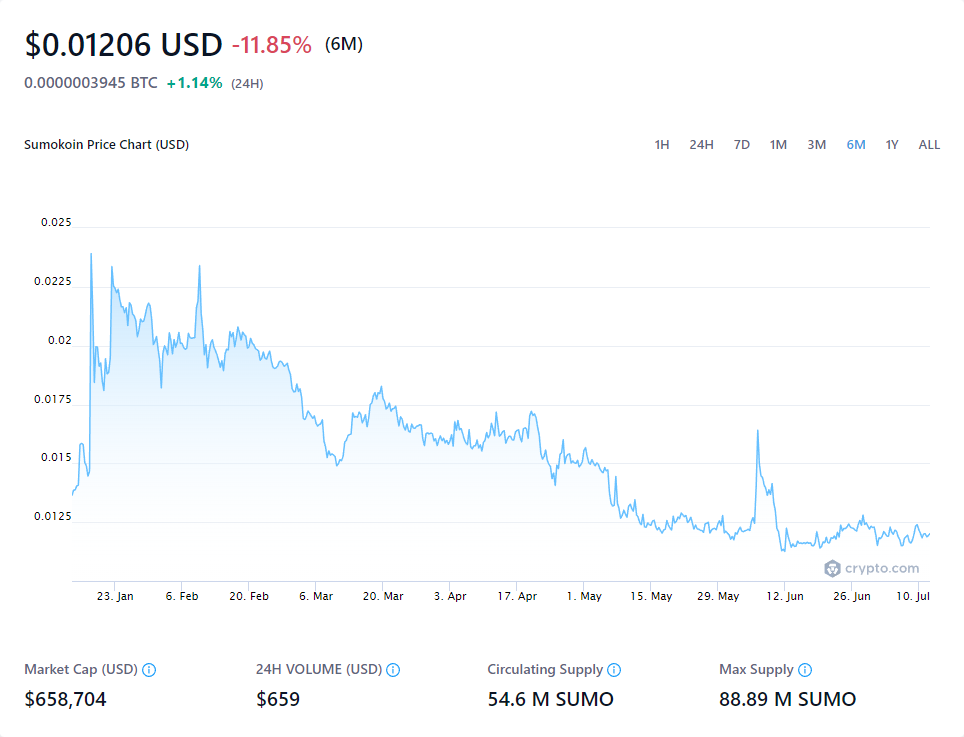 $0.01206 USD -11.85% (6M)
0.0000003945 BTC +1.14% (24H)
Sumokoin Price Chart (USD) 1H 24H 7D 1M 3M 6M 1Y ALL
0.025
0.0225
0.02
0.0175
0.015
0.0125
crypto.com
23. Jan 6. Feb 20. Feb 6. Mar 20. Mar 3. Apr 17. Apr 1. May 15. May 29. May 12. Jun 26. Jun 10. Jul
Market Cap (USD) 24H VOLUME (USD) Circulating Supply Max Supply
$658,704 $659 54.6 M SUMO 88.89 M SUMO